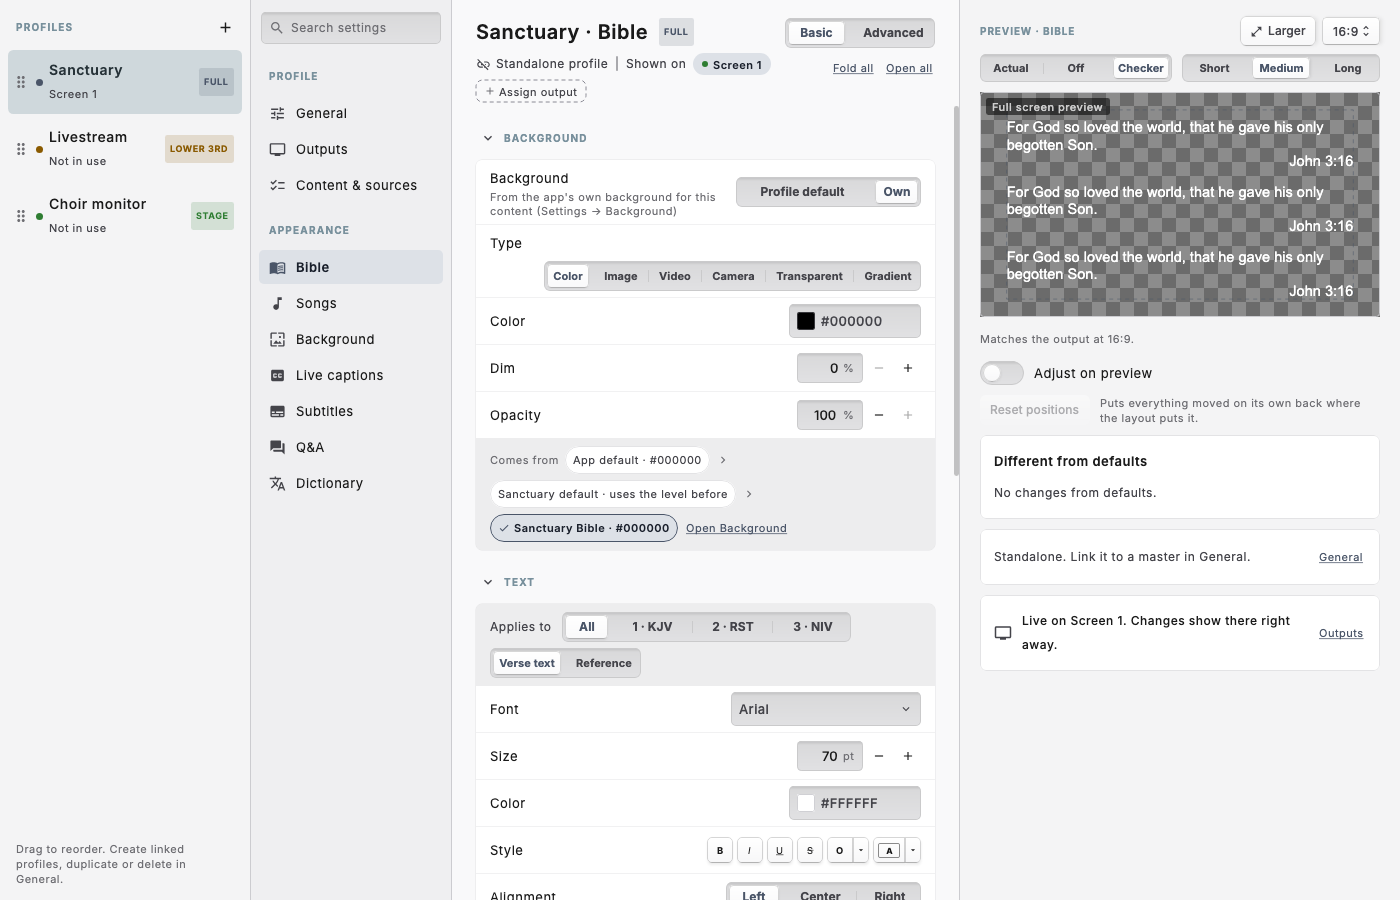 PROFILES
Sanctuary
Screen 1
FULL
Livestream
Not in use
LOWER 3RD
Choir monitor
Not in use
STAGE
Drag to reorder. Create linked
profiles, duplicate or delete in
General.
Search settings
PROFILE
General
Outputs
Content & sources
APPEARANCE
Bible
Songs
Background
Live captions
Subtitles
Q&A
Dictionary
Sanctuary · Bible
FULL
Basic
Advanced
Standalone profile | Shown on
Screen 1
+ Assign output
Fold all
Open all
BACKGROUND
Background
From the app's own background for this
content (Settings → Background)
Profile default
Own
Type
Color
Image
Video
Camera
Transparent
Gradient
Color
#000000
Dim
0 %
Opacity
100 %
Comes from
App default · #000000
Sanctuary default · uses the level before
Sanctuary Bible · #000000
Open Background
TEXT
Applies to
All
1 · KJV
2 · RST
3 · NIV
Verse text
Reference
Font
Arial
Size
70 pt
Color
#FFFFFF
Style
B
I
U
S
O
A
Alignment
Left
Center
Right
PREVIEW · BIBLE
Larger
16:9
Actual
Off
Checker
Short
Medium
Long
Full screen preview
For God so loved the world, that he gave his only
begotten Son.
John 3:16
For God so loved the world, that he gave his only
begotten Son.
John 3:16
For God so loved the world, that he gave his only
begotten Son.
John 3:16
Matches the output at 16:9.
Adjust on preview
Reset positions
Puts everything moved on its own back where
the layout puts it.
Different from defaults
No changes from defaults.
Standalone. Link it to a master in General.
General
Live on Screen 1. Changes show there right
away.
Outputs